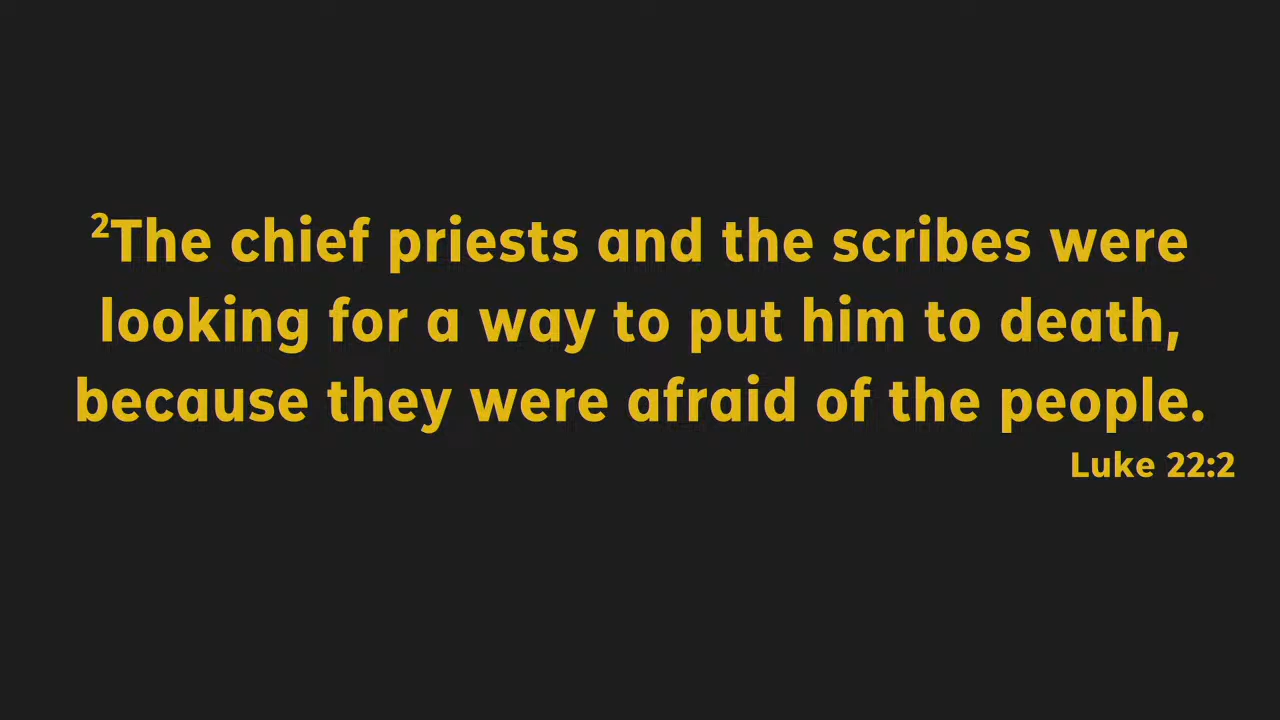 ²The chief priests and the scribes were
looking for a way to put him to death,
because they were afraid of the people.
Luke 22:2